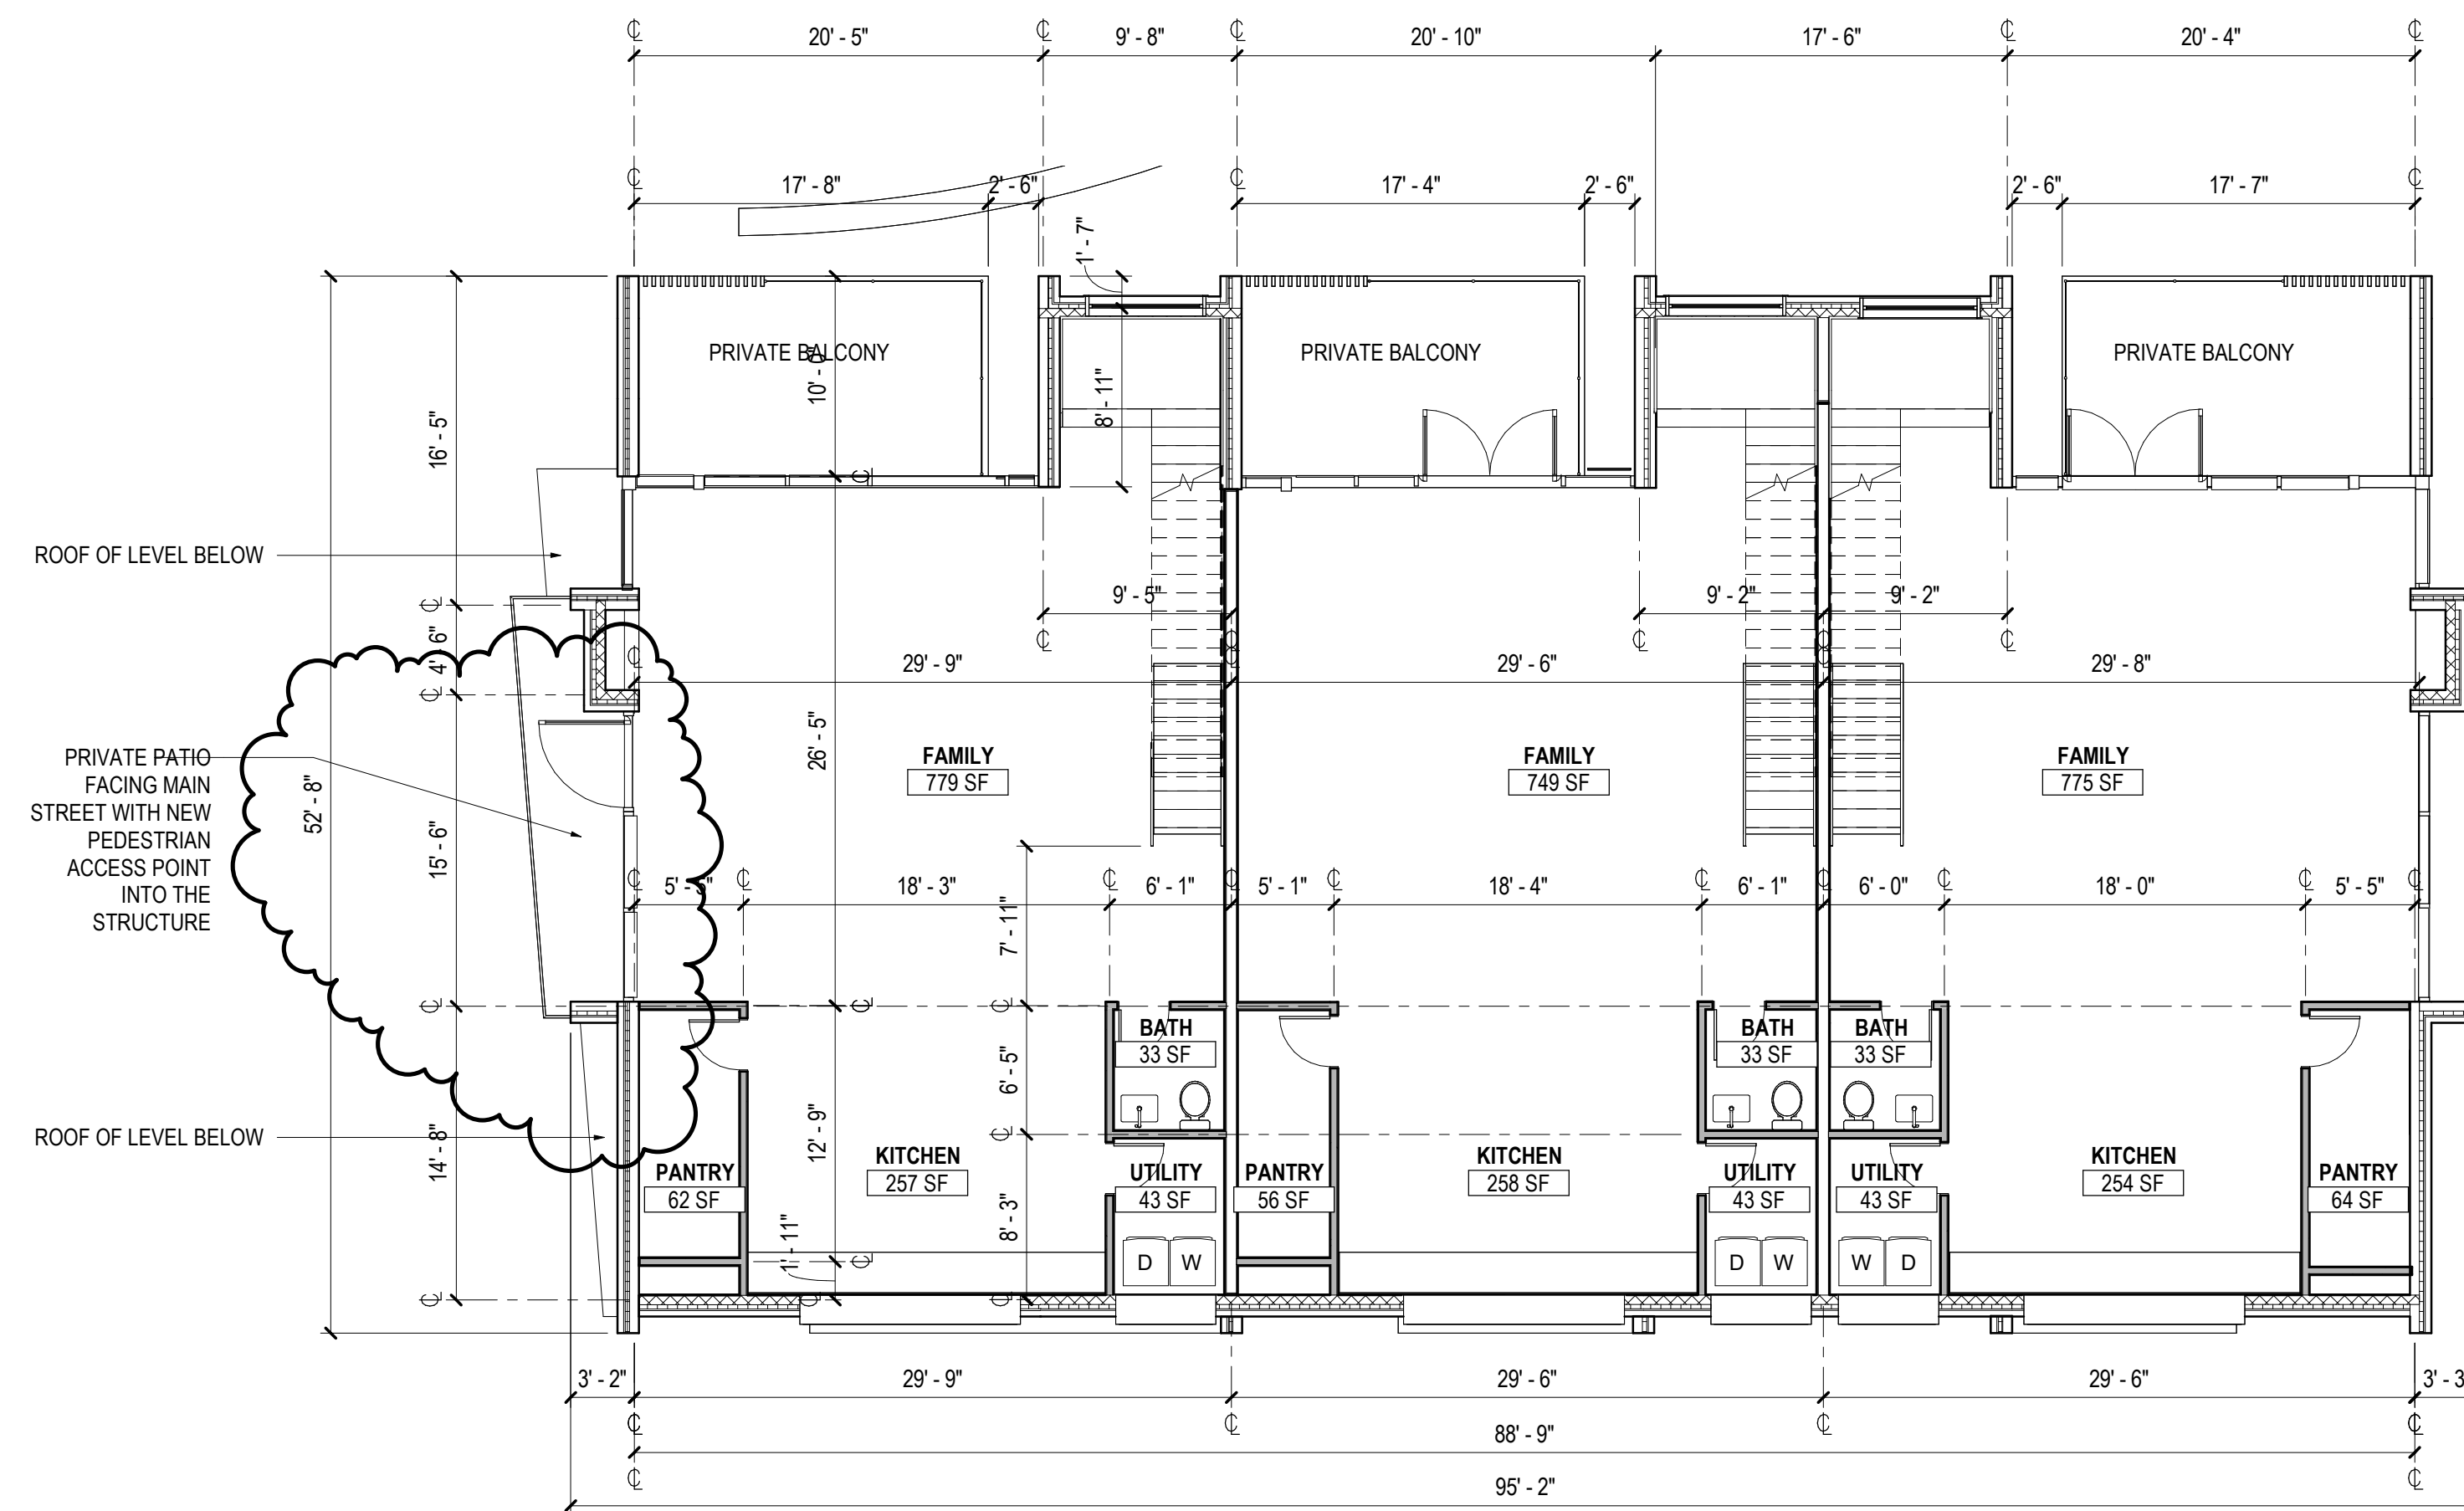 20' - 5"
9' - 8"
20' - 10"
17' - 6"
20' - 4"
17' - 8"
2' - 6"
17' - 4"
2' - 6"
2' - 6"
17' - 7"
1' - 7"
PRIVATE BALCONY
PRIVATE BALCONY
PRIVATE BALCONY
10' - 0"
8' - 11"
16' - 5"
ROOF OF LEVEL BELOW
9' - 5"
9' - 2"
9' - 2"
4' - 6"
29' - 9"
29' - 6"
29' - 8"
26' - 5"
FAMILY
779 SF
FAMILY
749 SF
FAMILY
775 SF
PRIVATE PATIO
FACING MAIN
STREET WITH NEW
PEDESTRIAN
ACCESS POINT
INTO THE
STRUCTURE
52' - 8"
15' - 6"
5' - 5"
18' - 3"
6' - 1"
5' - 1"
18' - 4"
6' - 1"
6' - 0"
18' - 0"
5' - 5"
7' - 11"
BATH
33 SF
BATH
33 SF
BATH
33 SF
6' - 5"
12' - 9"
ROOF OF LEVEL BELOW
14' - 8"
PANTRY
62 SF
KITCHEN
257 SF
UTILITY
43 SF
PANTRY
56 SF
KITCHEN
258 SF
UTILITY
43 SF
UTILITY
43 SF
KITCHEN
254 SF
PANTRY
64 SF
8' - 3"
1' - 11"
D W
D W
W D
3' - 2"
29' - 9"
29' - 6"
29' - 6"
3' - 3
88' - 9"
95' - 2"